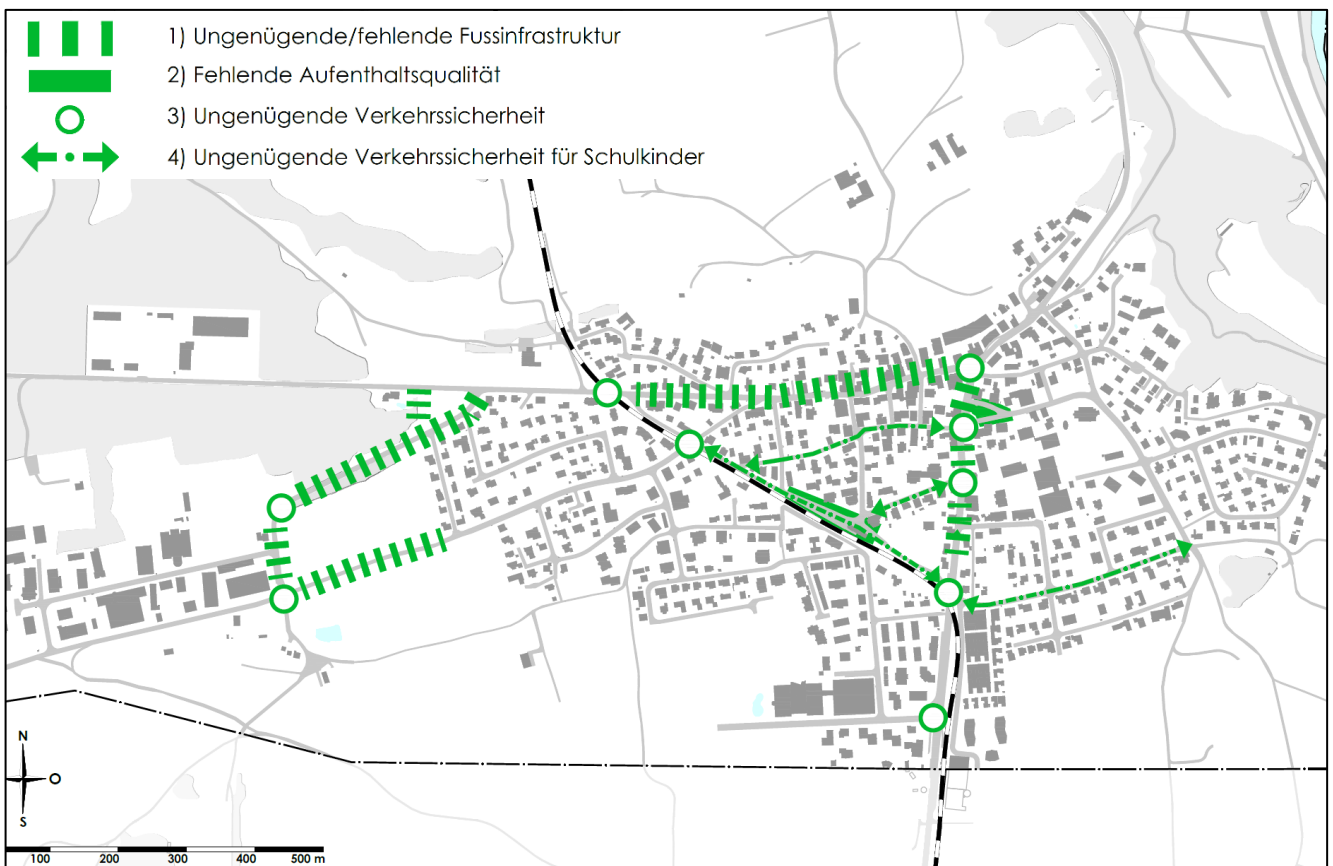 1) Ungenügende/fehlende Fussinfrastruktur
2) Fehlende Aufenthaltsqualität
3) Ungenügende Verkehrssicherheit
4) Ungenügende Verkehrssicherheit für Schulkinder
N
O
S
100 200 300 400 500 m